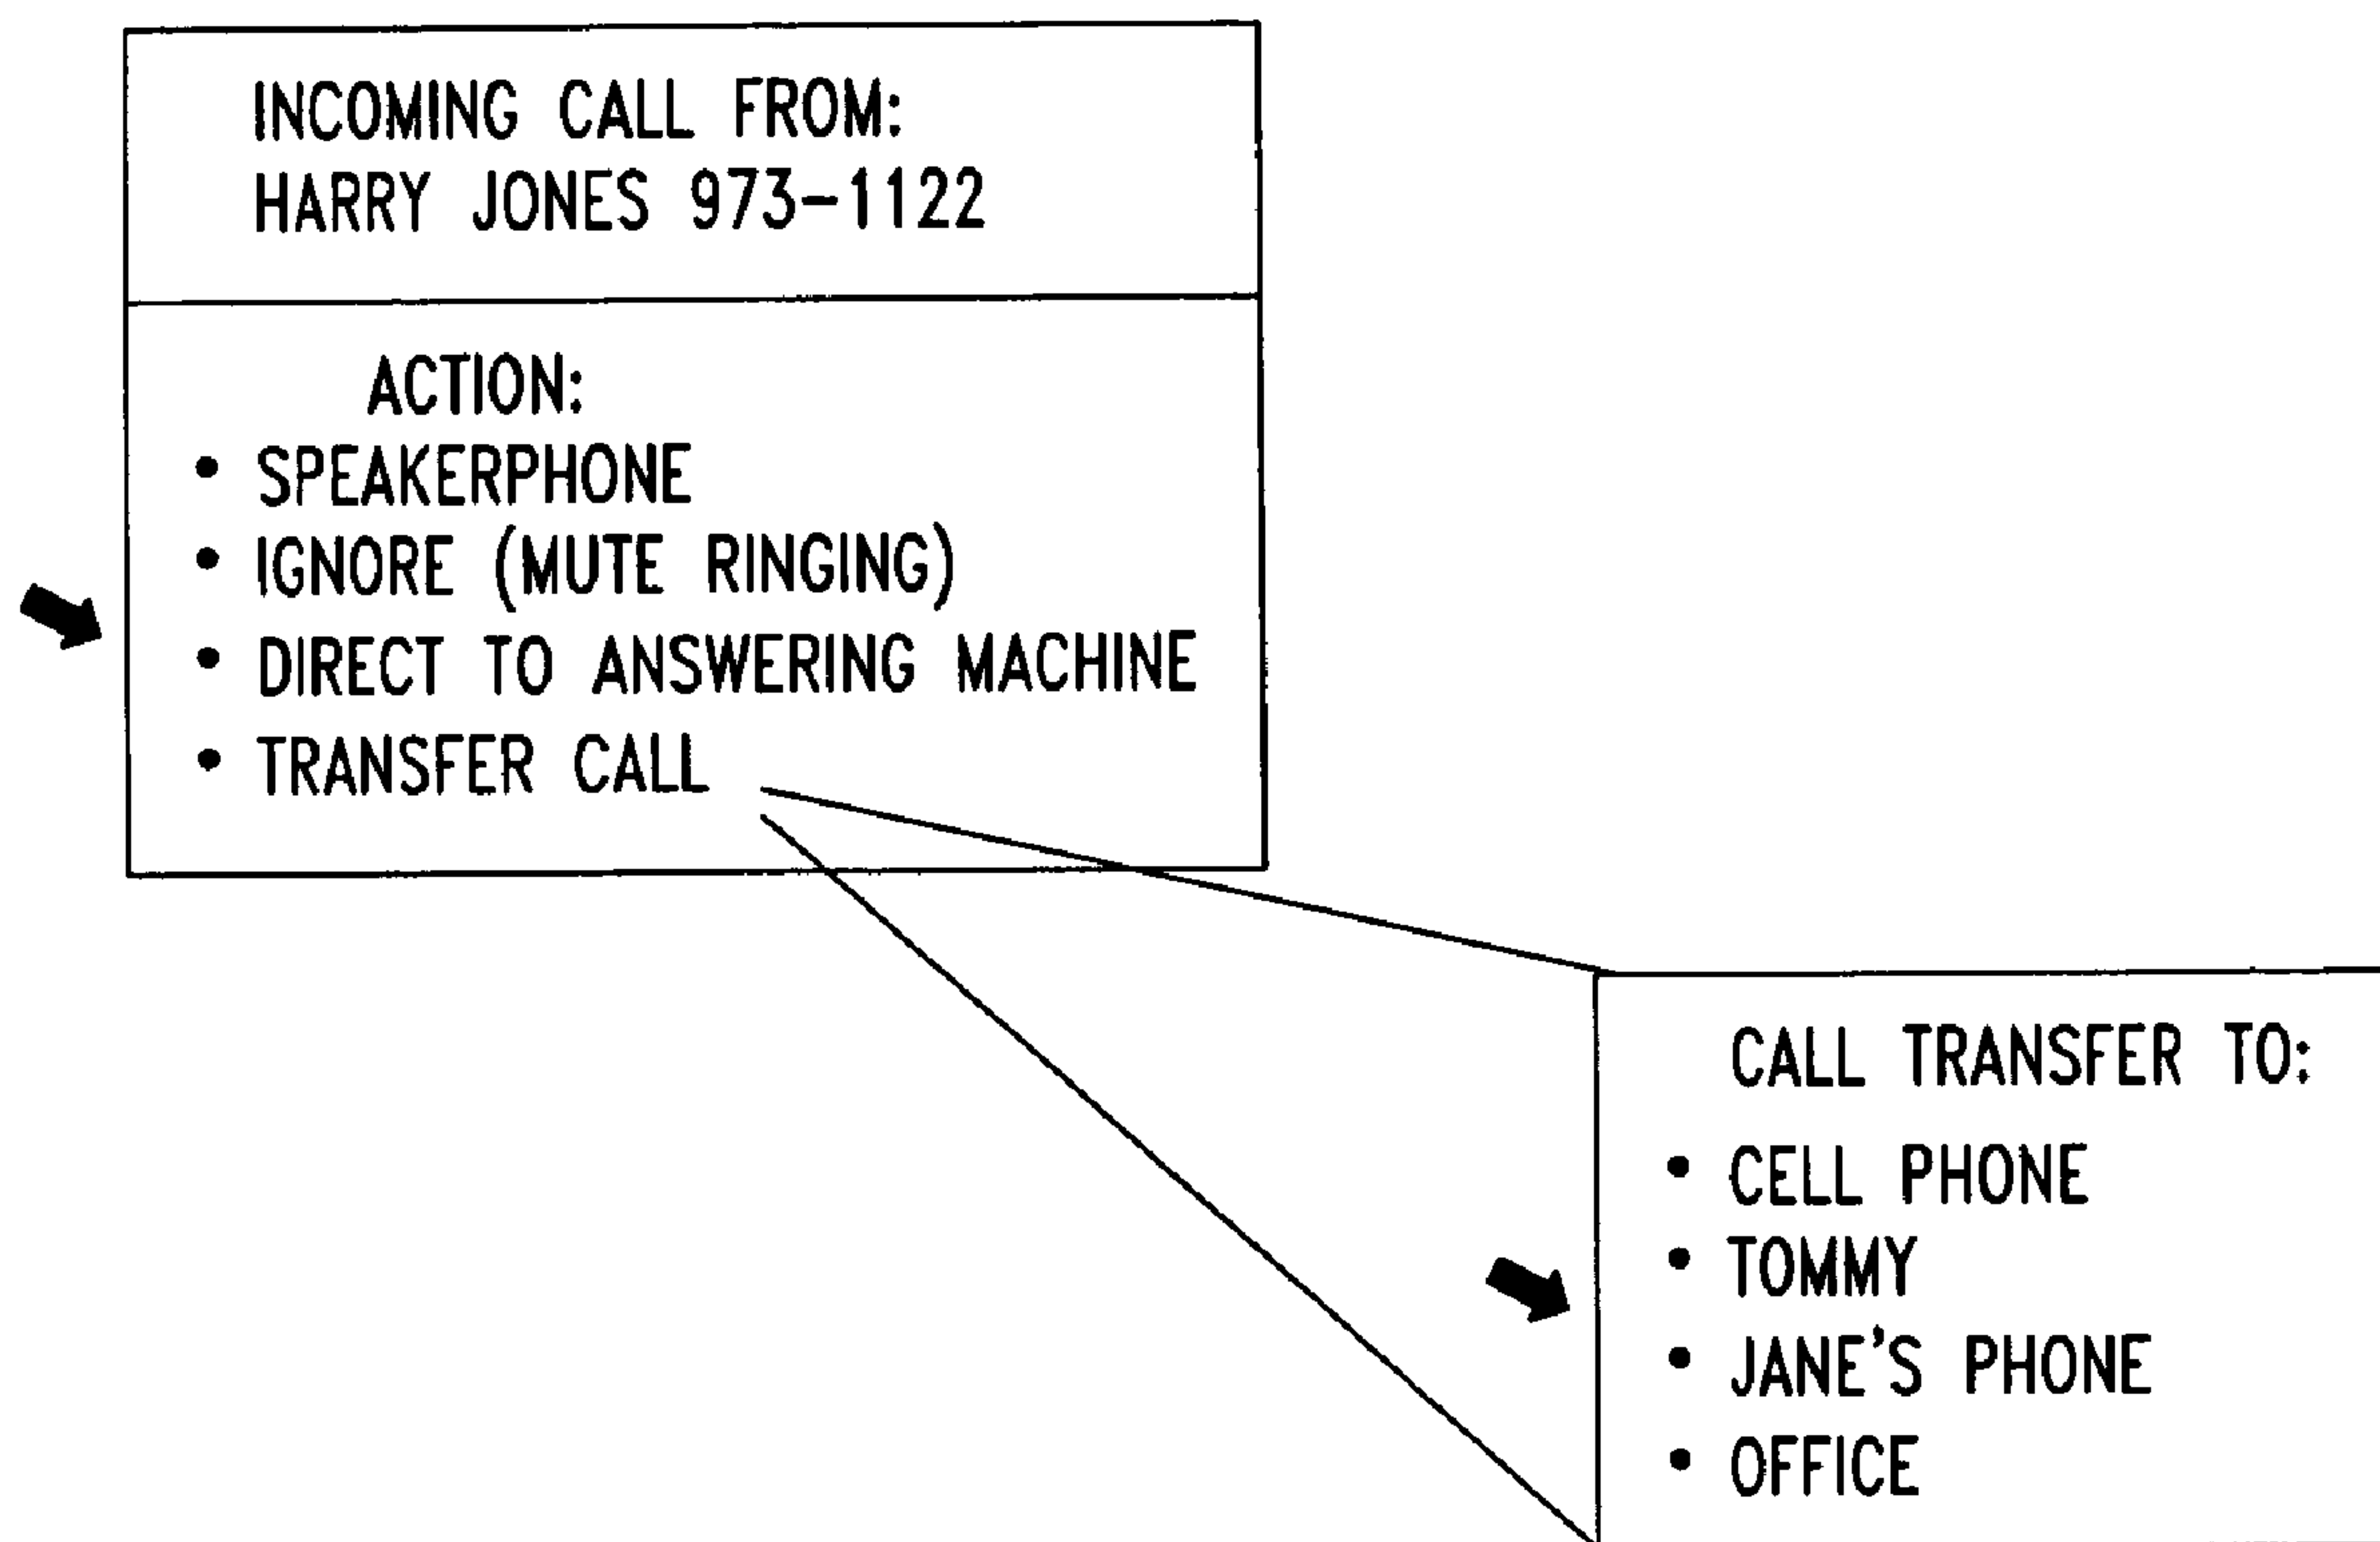 INCOMING CALL FROM:
HARRY JONES 973-1122
ACTION:
• SPEAKERPHONE
• IGNORE (MUTE RINGING)
• DIRECT TO ANSWERING MACHINE
• TRANSFER CALL
CALL TRANSFER TO:
• CELL PHONE
• TOMMY
• JANE'S PHONE
• OFFICE